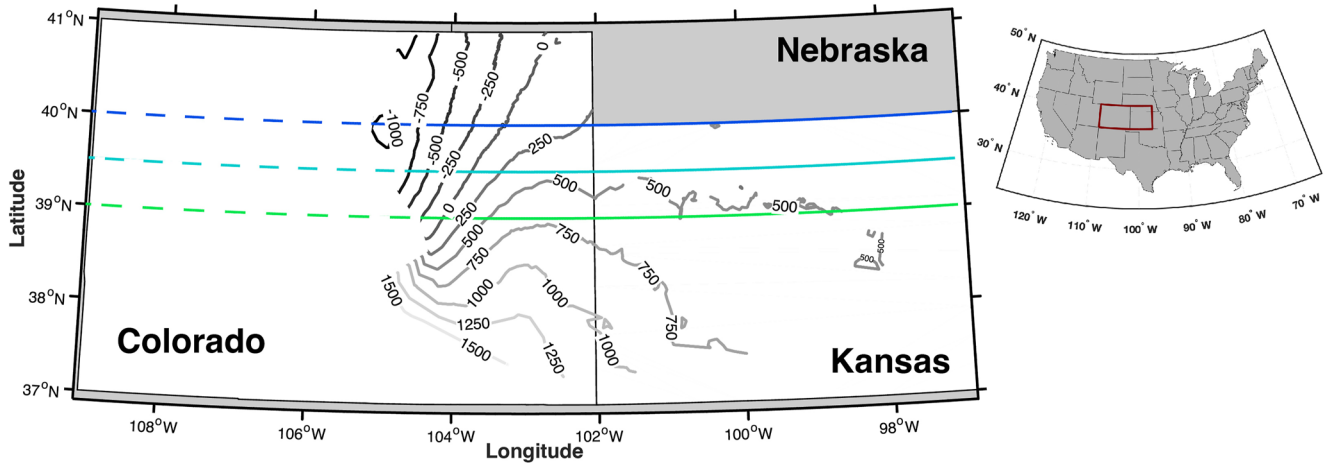 41°N
40°N
39°N
38°N
37°N
Latitude
108°W
106°W
104°W
102°W
100°W
98°W
Longitude
Nebraska
Colorado
Kansas
-1000
-750
-500
-250
0
-500
-250
0
250
250
500
500
500
500
500
500
750
750
750
750
1000
1000
1000
1250
1250
1500
1500
50°N
40°N
30°N
120°W
110°W
100°W
90°W
80°W
70°W